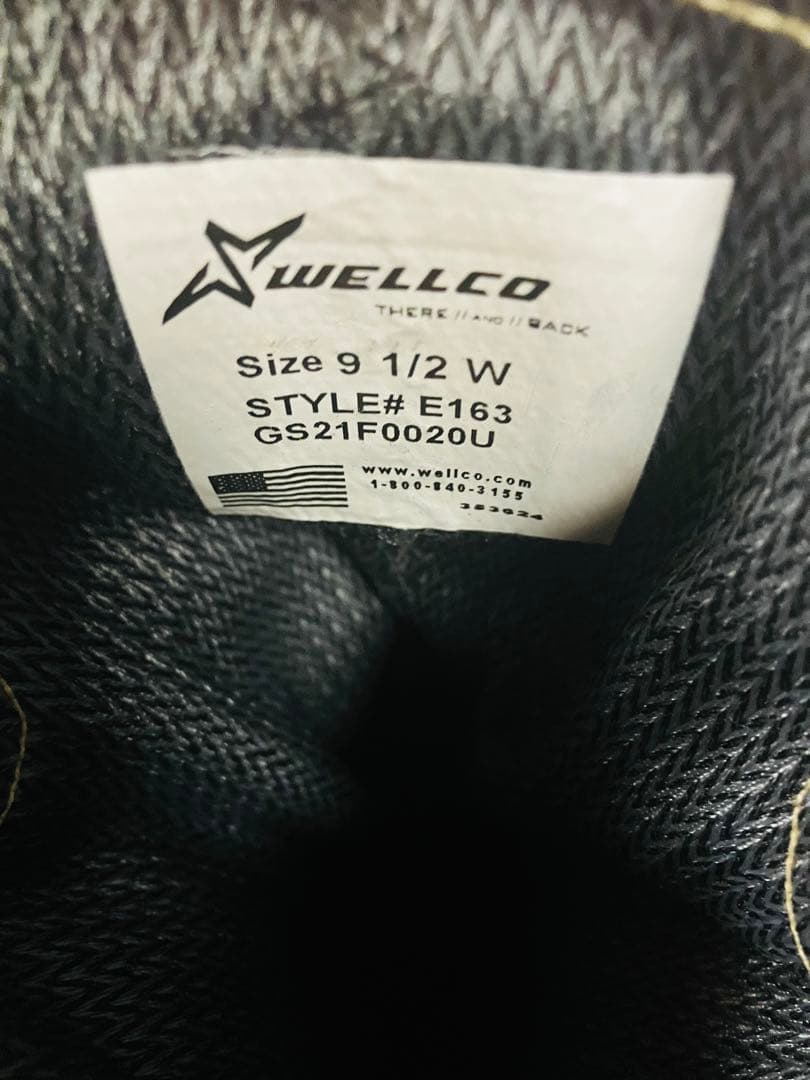 WELLCO
THERE // AND // BACK
Size 9 1/2 W
STYLE# E163
GS21F0020U
www.wellco.com
1-800-840-3155